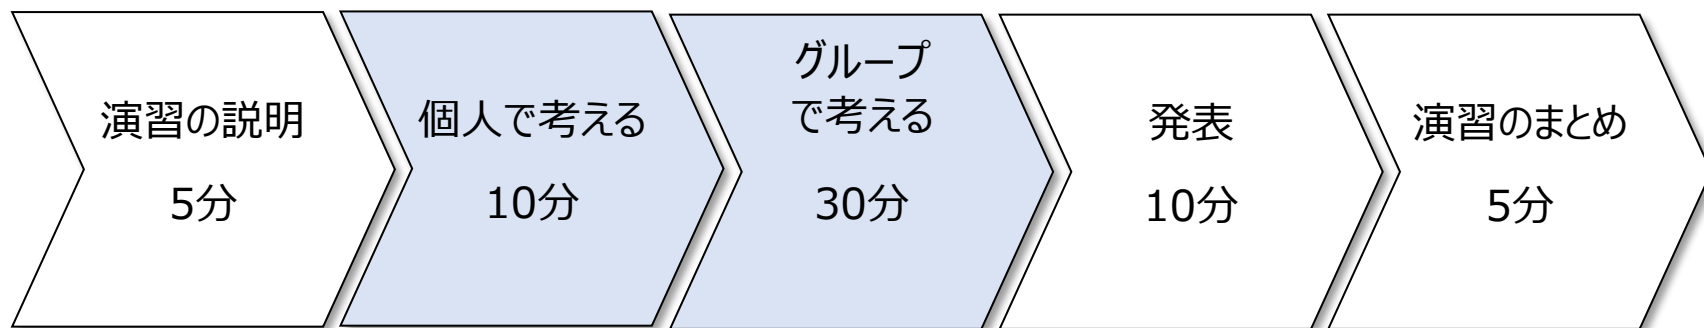 演習の説明
5分
個人で考える
10分
グループ
で考える
30分
発表
10分
演習のまとめ
5分